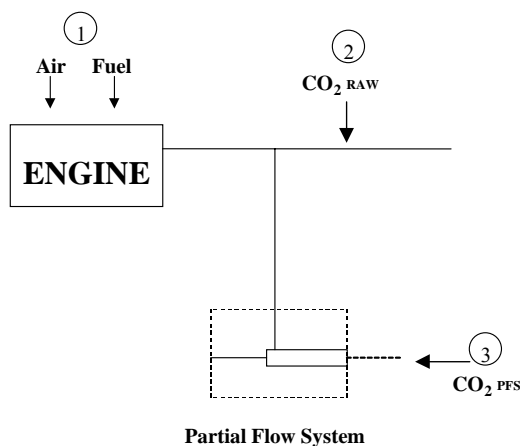 1
Air Fuel
2
CO₂ RAW
ENGINE
3
CO₂ PFS
Partial Flow System